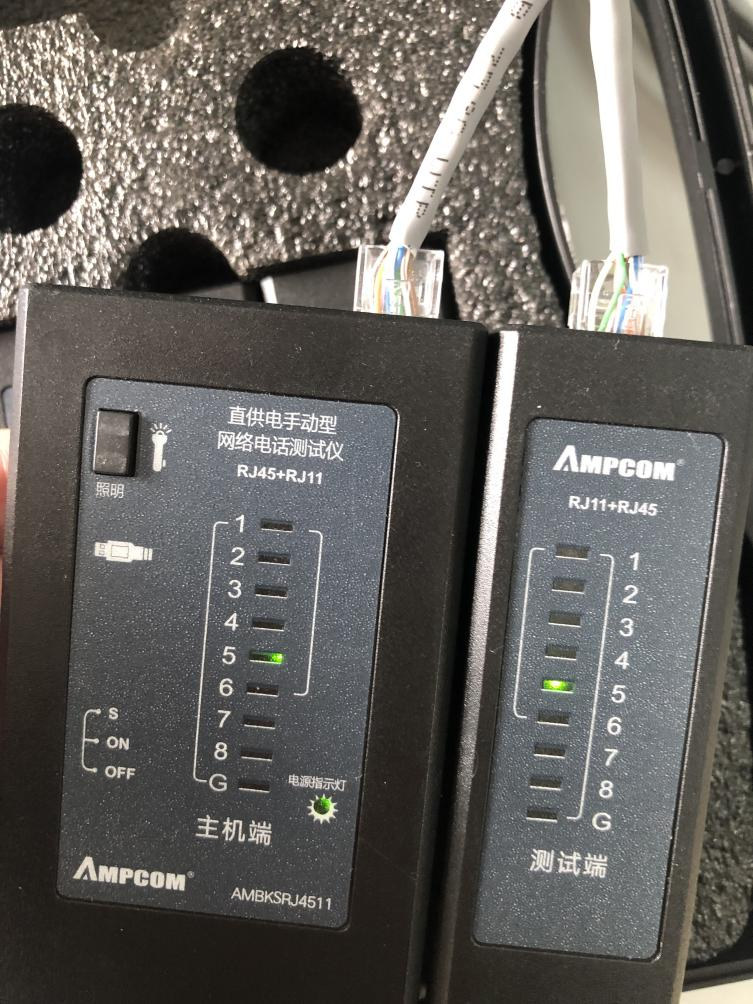 直供电手动型
网络电话测试仪
RJ45+RJ11
照明
1
2
3
4
5
6
7
8
G
S
ON
OFF
电源指示灯
主机端
AMPCOM
AMBKSRJ4511
AMPCOM®
RJ11+RJ45
1
2
3
4
5
6
7
8
G
测试端
UTP